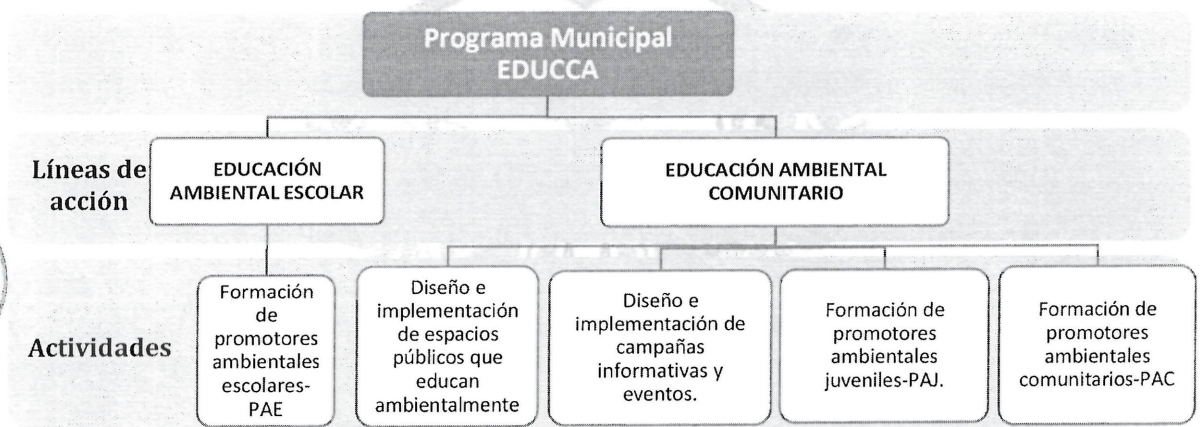 Programa Municipal
EDUCCA
Líneas de
acción
EDUCACIÓN
AMBIENTAL ESCOLAR
EDUCACIÓN AMBIENTAL
COMUNITARIO
Actividades
Formación
de
promotores
ambientales
escolares-
PAE
Diseño e
implementación
de espacios
públicos que
educan
ambientalmente
Diseño e
implementación de
campañas
informativas y
eventos.
Formación de
promotores
ambientales
juveniles-PAJ.
Formación de
promotores
ambientales
comunitarios-PAC